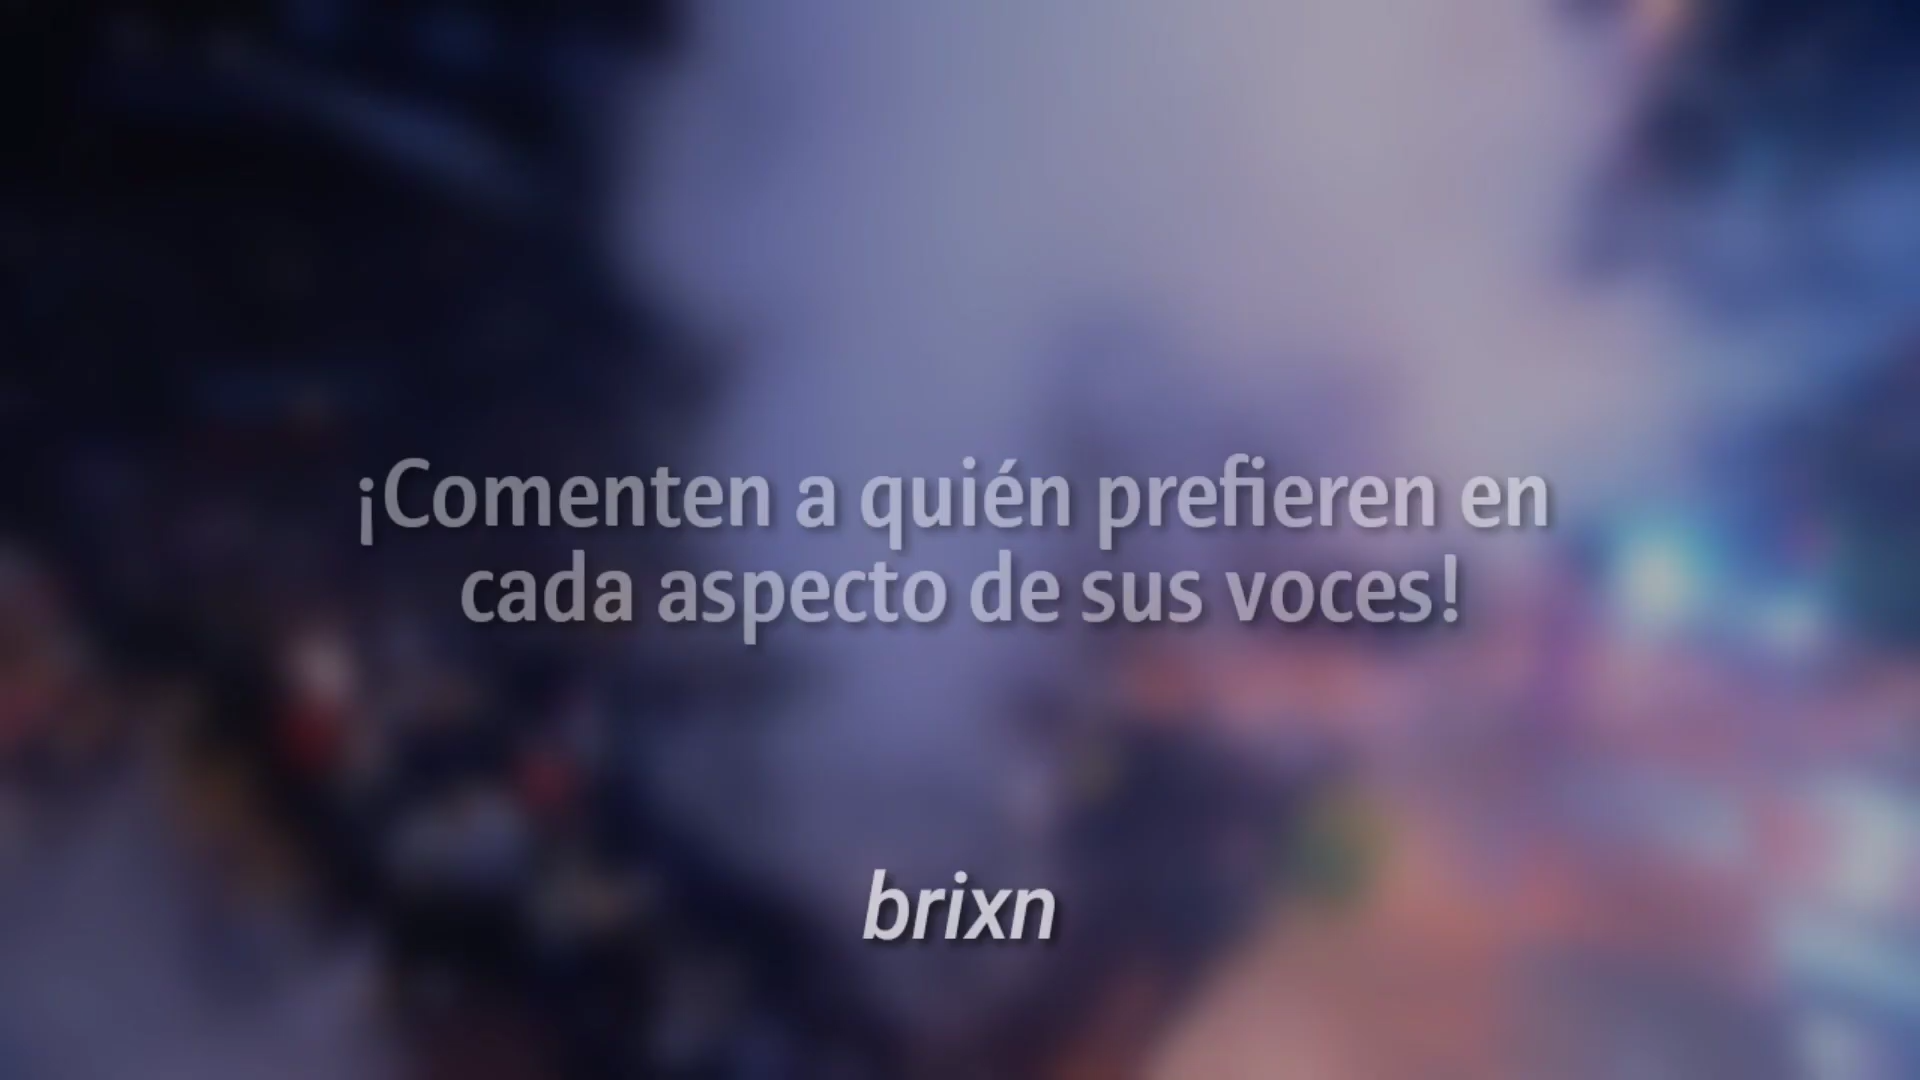 ¡Comenten a quién prefieren en
cada aspecto de sus voces!
brixn